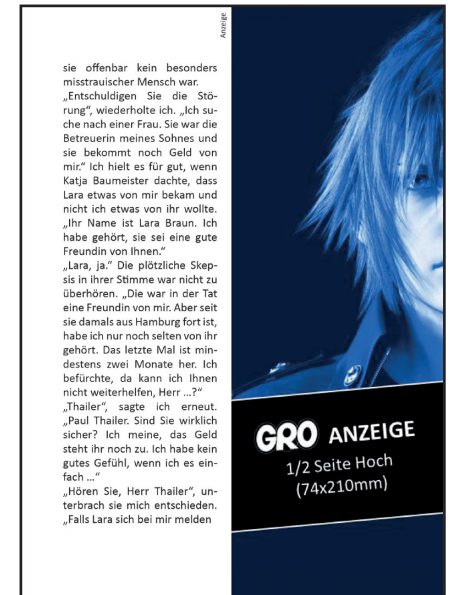 Anzeige
sie offenbar kein besonders
misstrauischer Mensch war.
„Entschuldigen Sie die Stö-
rung“, wiederholte ich. „Ich su-
che nach einer Frau. Sie war die
Betreuerin meines Sohnes und
sie bekommt noch Geld von
mir.“ Ich hielt es für gut, wenn
Katja Baumeister dachte, dass
Lara etwas von mir bekam und
nicht ich etwas von ihr wollte.
„Ihr Name ist Lara Braun. Ich
habe gehört, sie sei eine gute
Freundin von Ihnen.“
„Lara, ja.“ Die plötzliche Skep-
sis in ihrer Stimme war nicht zu
überhören. „Die war in der Tat
eine Freundin von mir. Aber seit
sie damals aus Hamburg fort ist,
habe ich nur noch selten von ihr
gehört. Das letzte Mal ist min-
destens zwei Monate her. Ich
befürchte, da kann ich Ihnen
nicht weiterhelfen, Herr ...?“
„Thailer“, sagte ich erneut.
„Paul Thailer. Sind Sie wirklich
sicher? Ich meine, das Geld
steht ihr noch zu. Ich habe kein
gutes Gefühl, wenn ich es ein-
fach ...“
„Hören Sie, Herr Thailer“, un-
terbrach sie mich entschieden.
„Falls Lara sich bei mir melden
GRO ANZEIGE
1/2 Seite Hoch
(74x210mm)